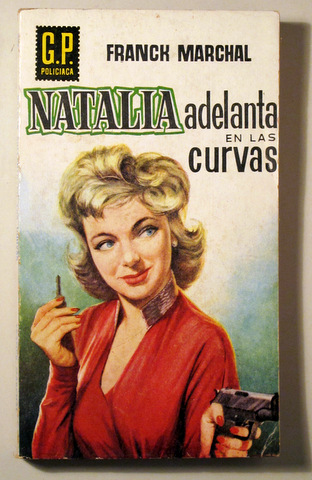 G.P.
POLICIACA
FRANCK MARCHAL
NATALIA adelanta
EN LAS
curvas